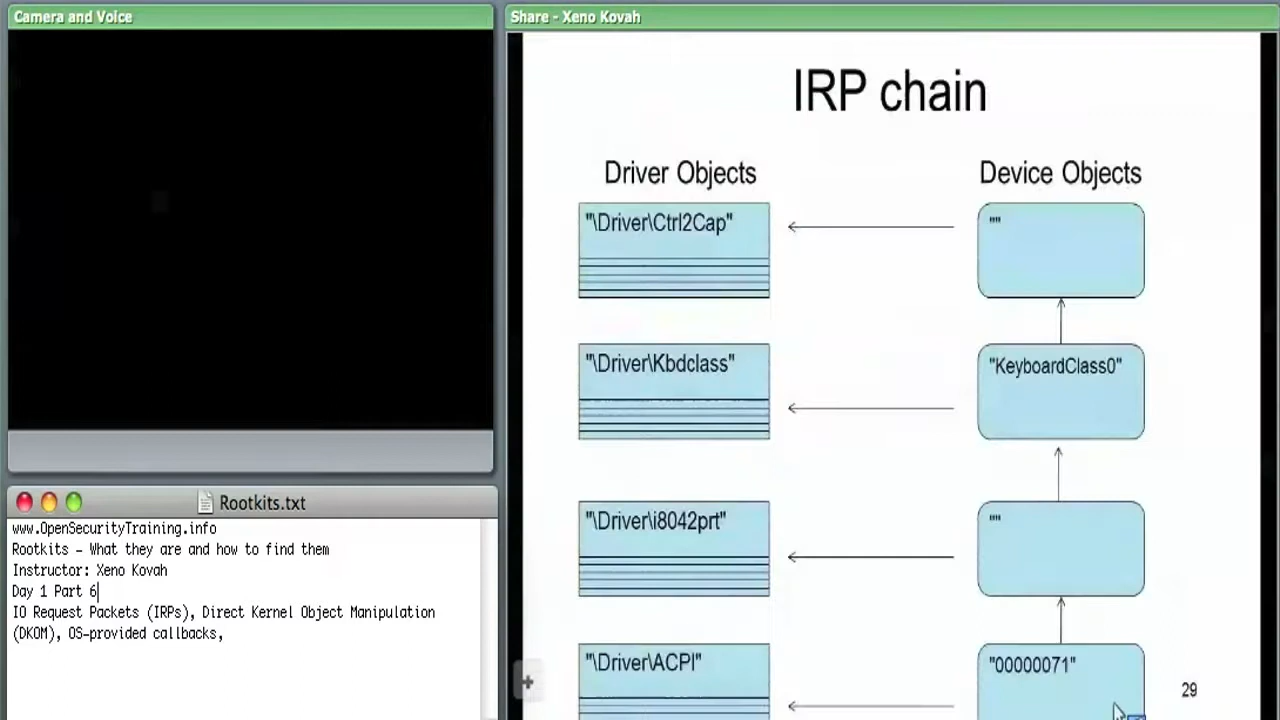 Camera and Voice
Share - Xeno Kovah
IRP chain
Driver Objects
Device Objects
"\Driver\Ctrl2Cap"
""
"\Driver\Kbdclass"
"KeyboardClass0"
"\Driver\i8042prt"
""
"\Driver\ACPI"
"00000071"
29
Rootkits.txt
www.OpenSecurityTraining.info
Rootkits - What they are and how to find them
Instructor: Xeno Kovah
Day 1 Part 6
IO Request Packets (IRPs), Direct Kernel Object Manipulation
(DKOM), OS-provided callbacks,